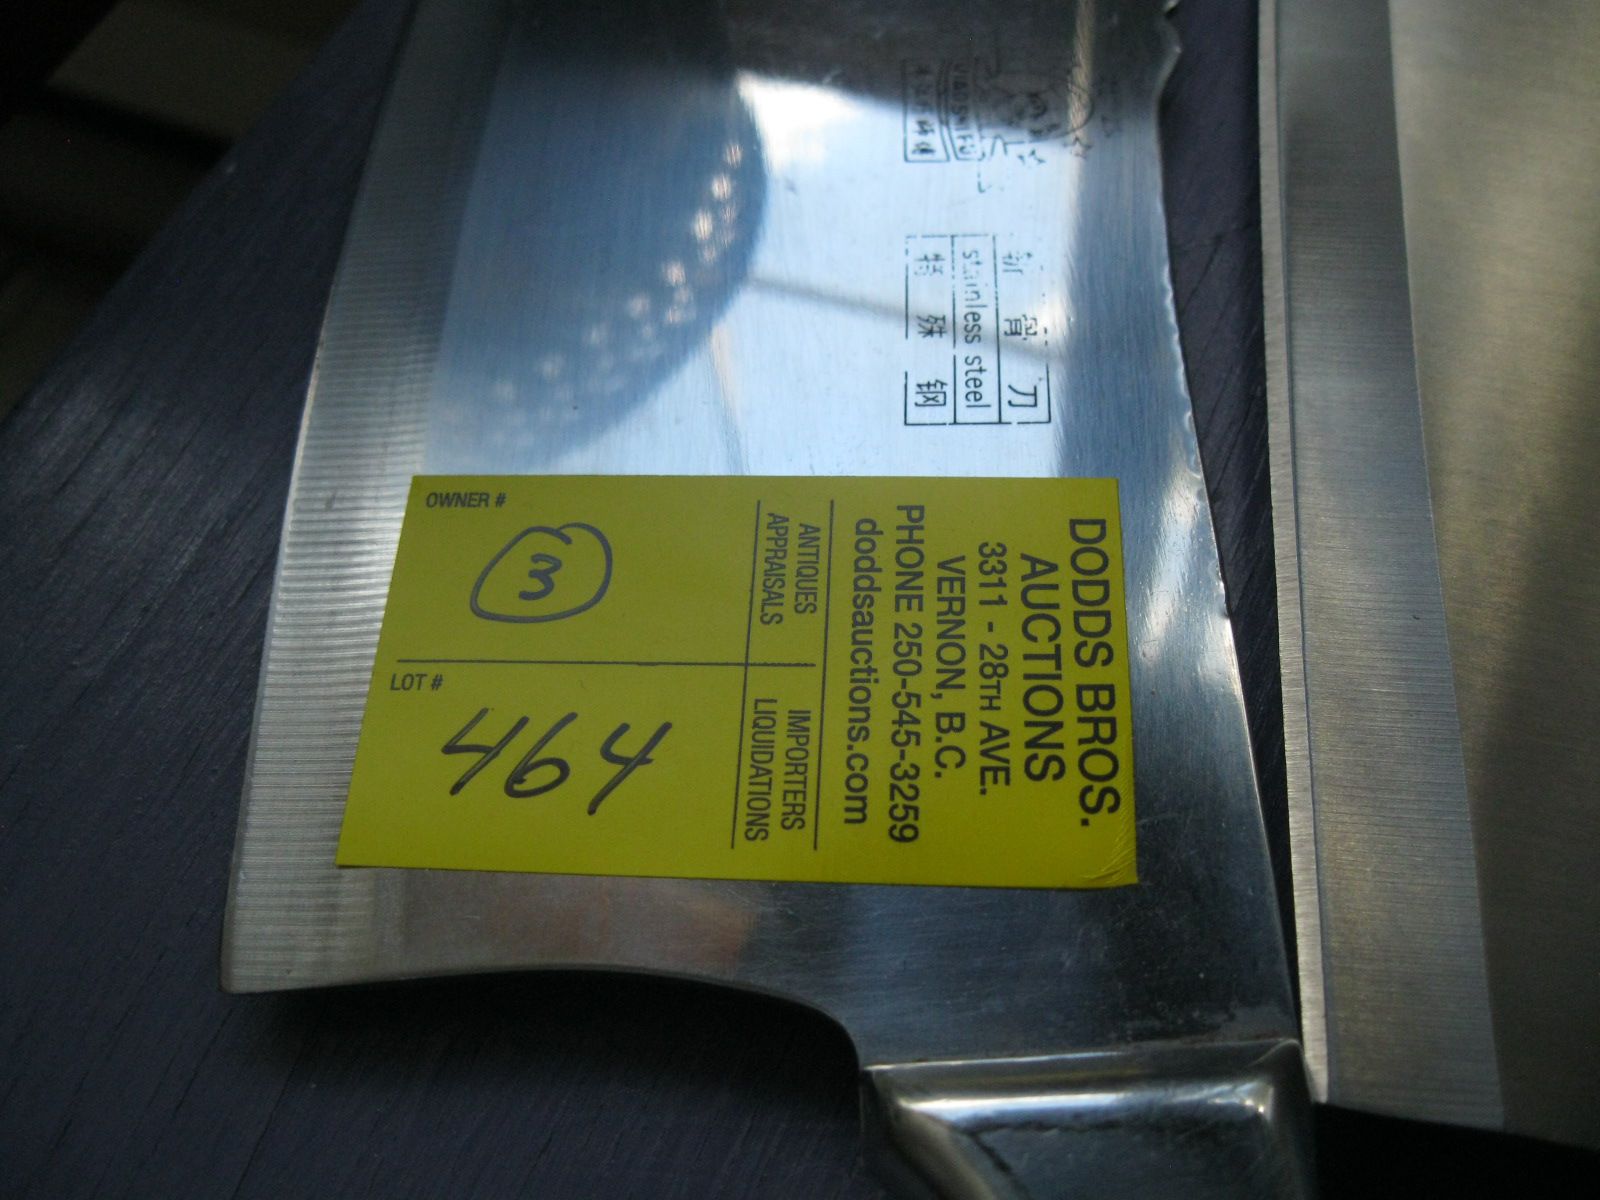 斩骨刀
stainless steel
特殊钢
DODDS BROS.
AUCTIONS
3311 - 28TH AVE.
VERNON, B.C.
PHONE 250-545-3259
doddsauctions.com
ANTIQUES
APPRAISALS
IMPORTERS
LIQUIDATIONS
OWNER #
3
LOT #
464